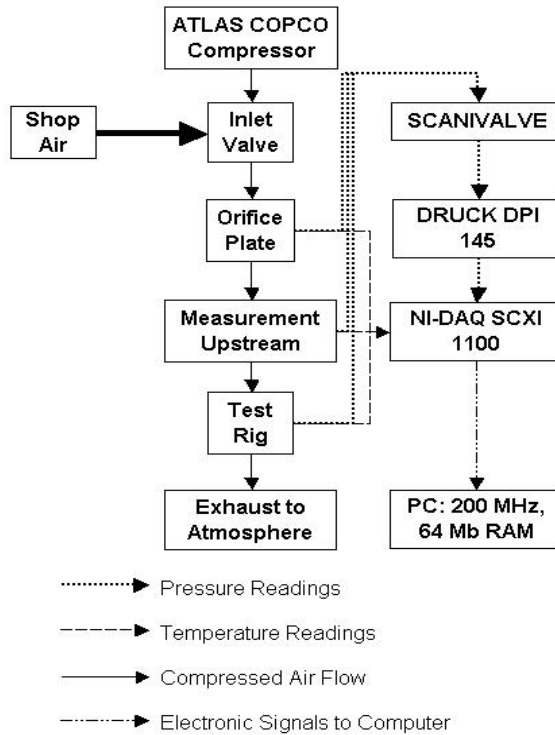 ATLAS COPCO
Compressor
Shop
Air
Inlet
Valve
SCANIVALVE
Orifice
Plate
DRUCK DPI
145
Measurement
Upstream
NI-DAQ SCXI
1100
Test
Rig
Exhaust to
Atmosphere
PC: 200 MHz,
64 Mb RAM
Pressure Readings
Temperature Readings
Compressed Air Flow
Electronic Signals to Computer